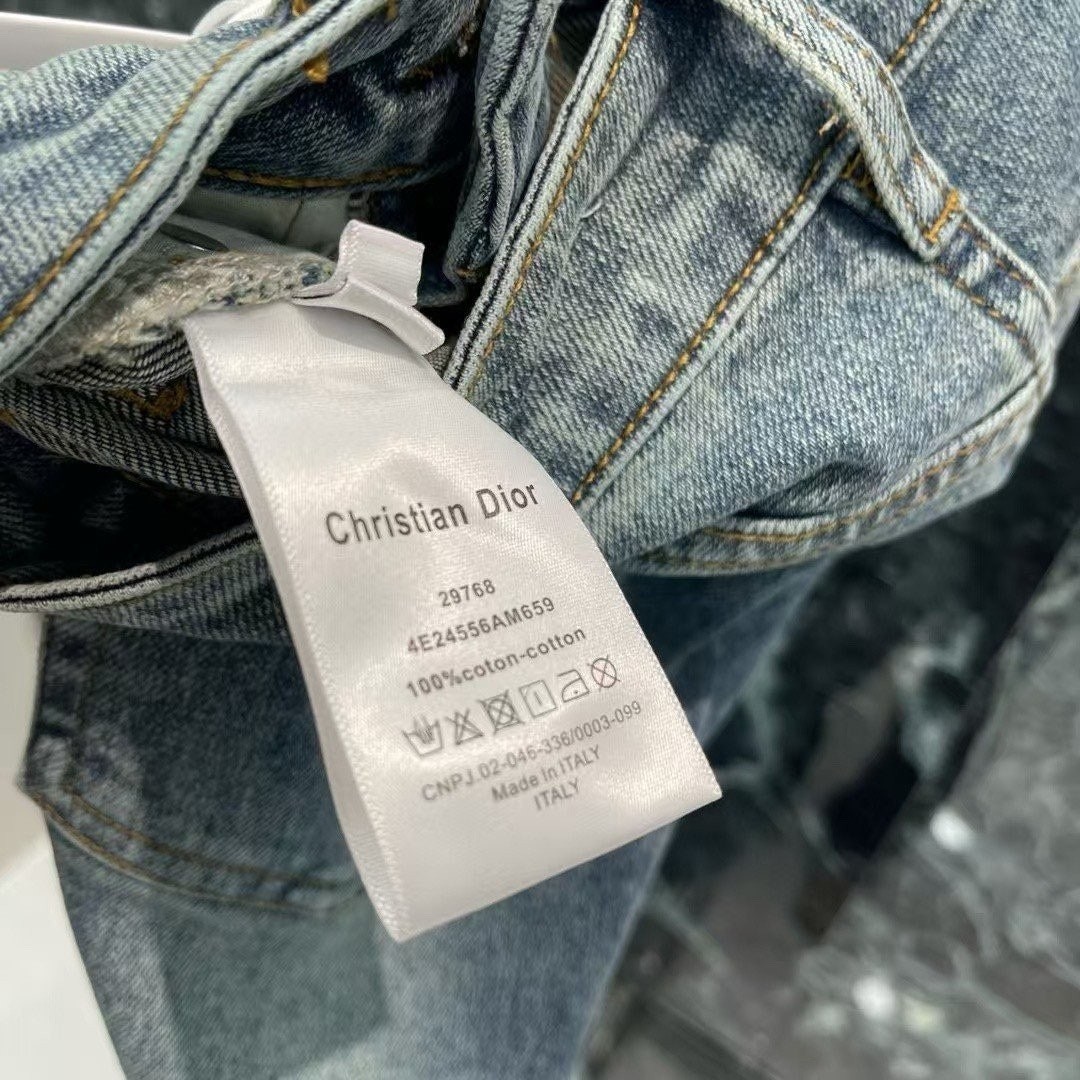 Christian Dior
29768
4E24556AM659
100%coton-cotton
CNPJ.02-046-336/0003-099
Made in ITALY
ITALY